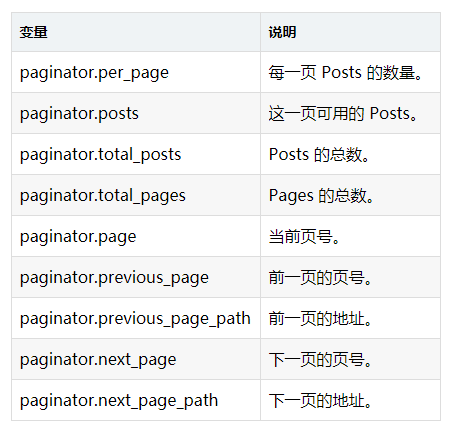 变量 说明
paginator.per_page 每一页 Posts 的数量。
paginator.posts 这一页可用的 Posts。
paginator.total_posts Posts 的总数。
paginator.total_pages Pages 的总数。
paginator.page 当前页号。
paginator.previous_page 前一页的页号。
paginator.previous_page_path 前一页的地址。
paginator.next_page 下一页的页号。
paginator.next_page_path 下一页的地址。